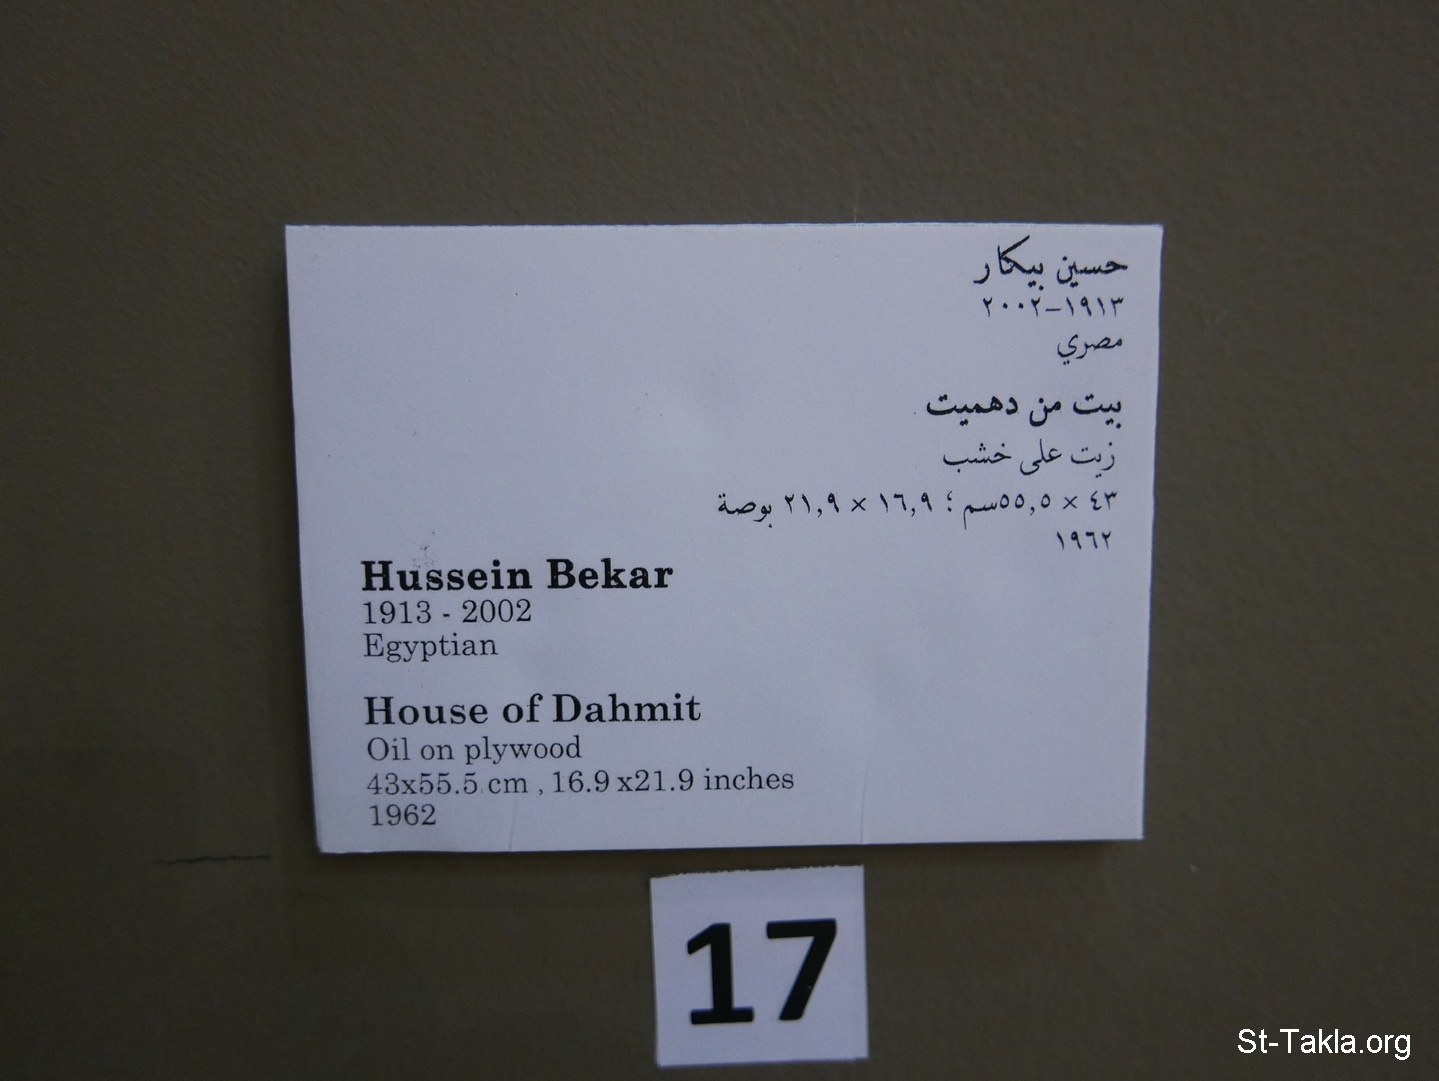 حسين بيكار
١٩١٣–٢٠٠٢
مصري
بيت من دهميت
زيت على خشب
٤٣ × ٥٥,٥سم ؛ ١٦,٩ × ٢١,٩ بوصة
١٩٦٢
Hussein Bekar
1913 - 2002
Egyptian
House of Dahmit
Oil on plywood
43x55.5 cm , 16.9 x21.9 inches
1962
17
St-Takla.org